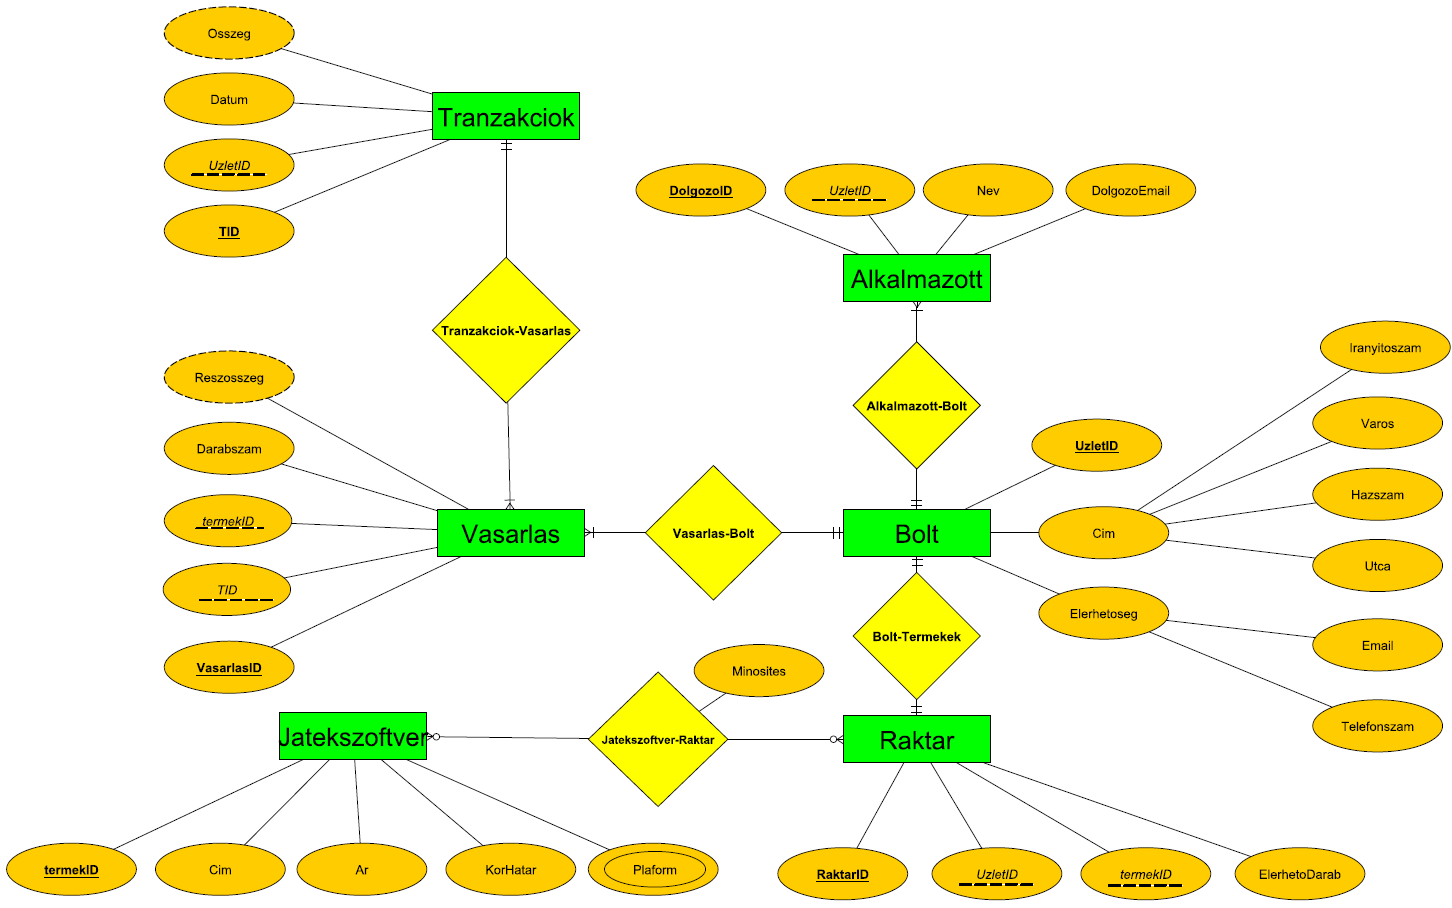 Osszeg
Datum
UzletID
TID
Tranzakciok
Tranzakciok-Vasarlas
DolgozoID
UzletID
Nev
DolgozoEmail
Alkalmazott
Alkalmazott-Bolt
Reszosszeg
Darabszam
termekID
TID
VasarlasID
Vasarlas
Vasarlas-Bolt
Bolt
UzletID
Cim
Iranyitoszam
Varos
Hazszam
Utca
Elerhetoseg
Email
Telefonszam
Bolt-Termekek
Minosites
Jatekszoftver
Jatekszoftver-Raktar
Raktar
termekID
Cim
Ar
KorHatar
Plaform
RaktarID
UzletID
termekID
ElerhetoDarab